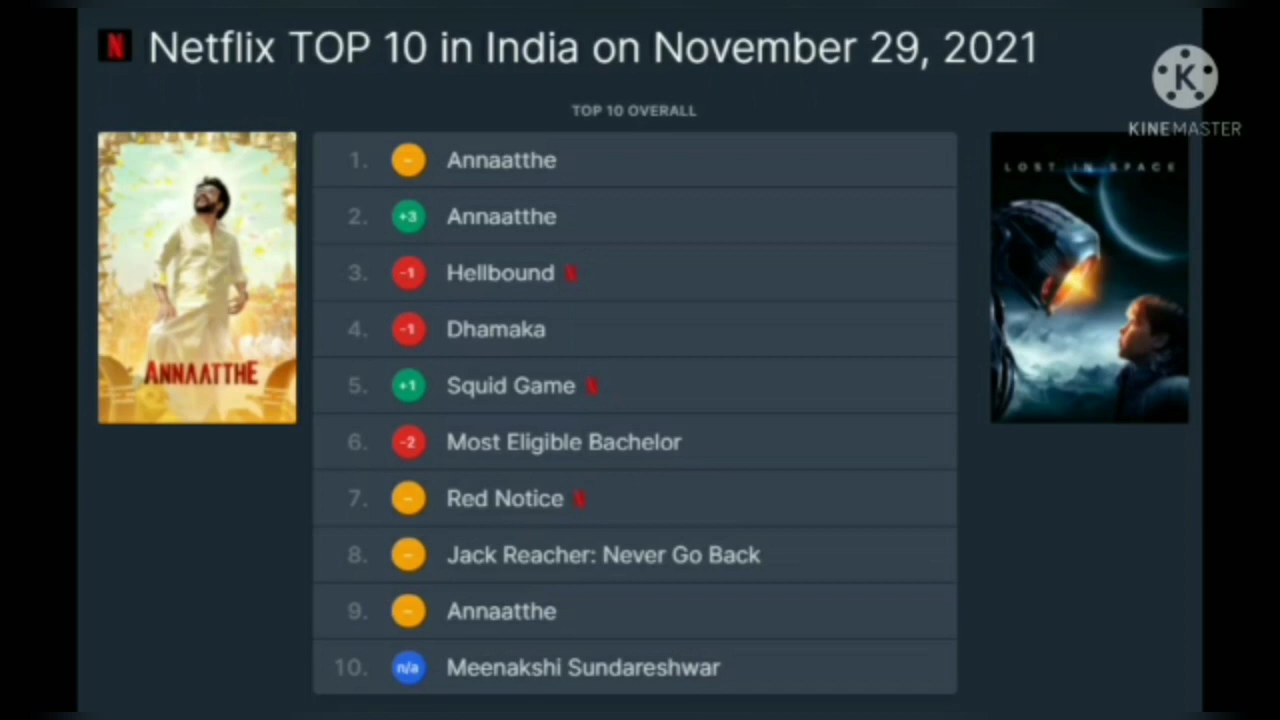 N Netflix TOP 10 in India on November 29, 2021
K
KINEMASTER
TOP 10 OVERALL
ANNAATTHE
1. – Annaatthe
2. +3 Annaatthe
3. -1 Hellbound N
4. -1 Dhamaka
5. +1 Squid Game N
6. -2 Most Eligible Bachelor
7. – Red Notice N
8. – Jack Reacher: Never Go Back
9. – Annaatthe
10. n/a Meenakshi Sundareshwar
LOST IN SPACE